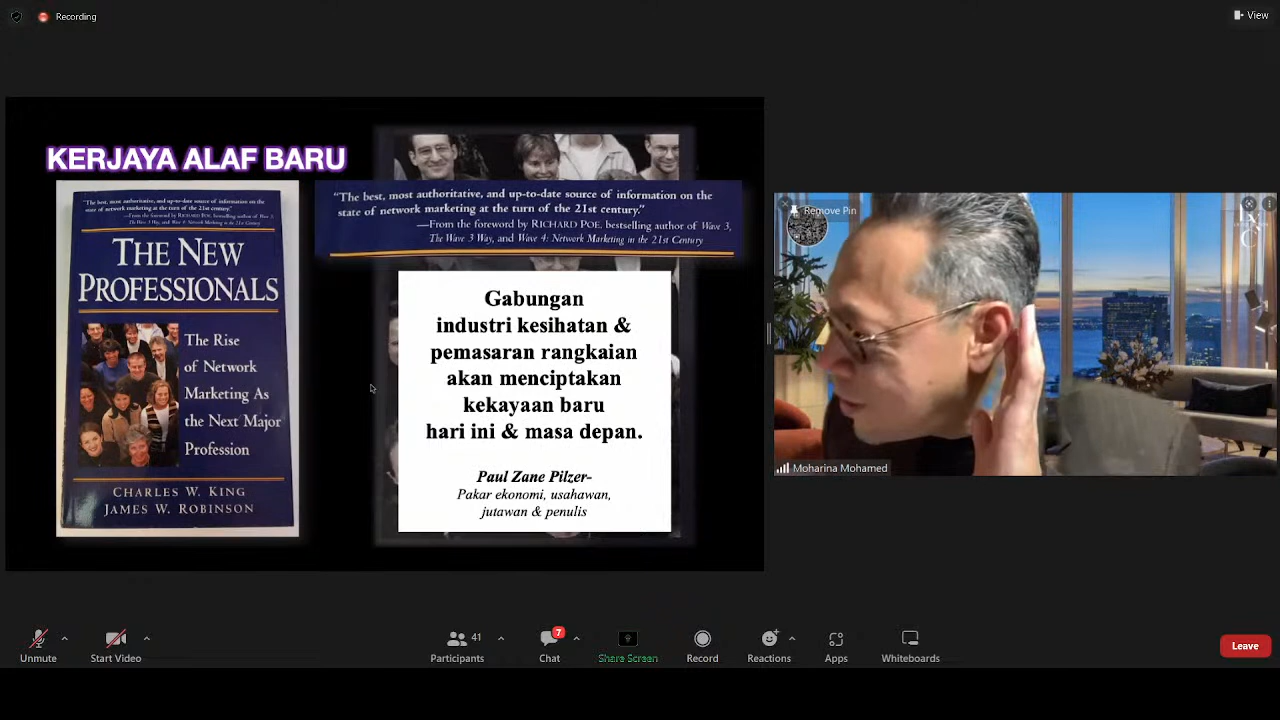 Recording
View
KERJAYA ALAF BARU
"The best, most authoritative, and up-to-date source of information on the
state of network marketing at the turn of the 21st century."
—From the foreword by RICHARD POE, bestselling author of Wave 3,
The Wave 3 Way, and Wave 4: Network Marketing in the 21st Century
THE NEW
PROFESSIONALS
The Rise
of Network
Marketing As
the Next Major
Profession
CHARLES W. KING
JAMES W. ROBINSON
"The best, most authoritative, and up-to-date source of information on the
state of network marketing at the turn of the 21st century."
—From the foreword by RICHARD POE, bestselling author of Wave 3,
The Wave 3 Way, and Wave 4: Network Marketing in the 21st Century
Gabungan
industri kesihatan &
pemasaran rangkaian
akan menciptakan
kekayaan baru
hari ini & masa depan.
Paul Zane Pilzer-
Pakar ekonomi, usahawan,
jutawan & penulis
Remove Pin
Moharina Mohamed
Unmute
Start Video
41
Participants
7
Chat
Share Screen
Record
Reactions
Apps
Whiteboards
Leave